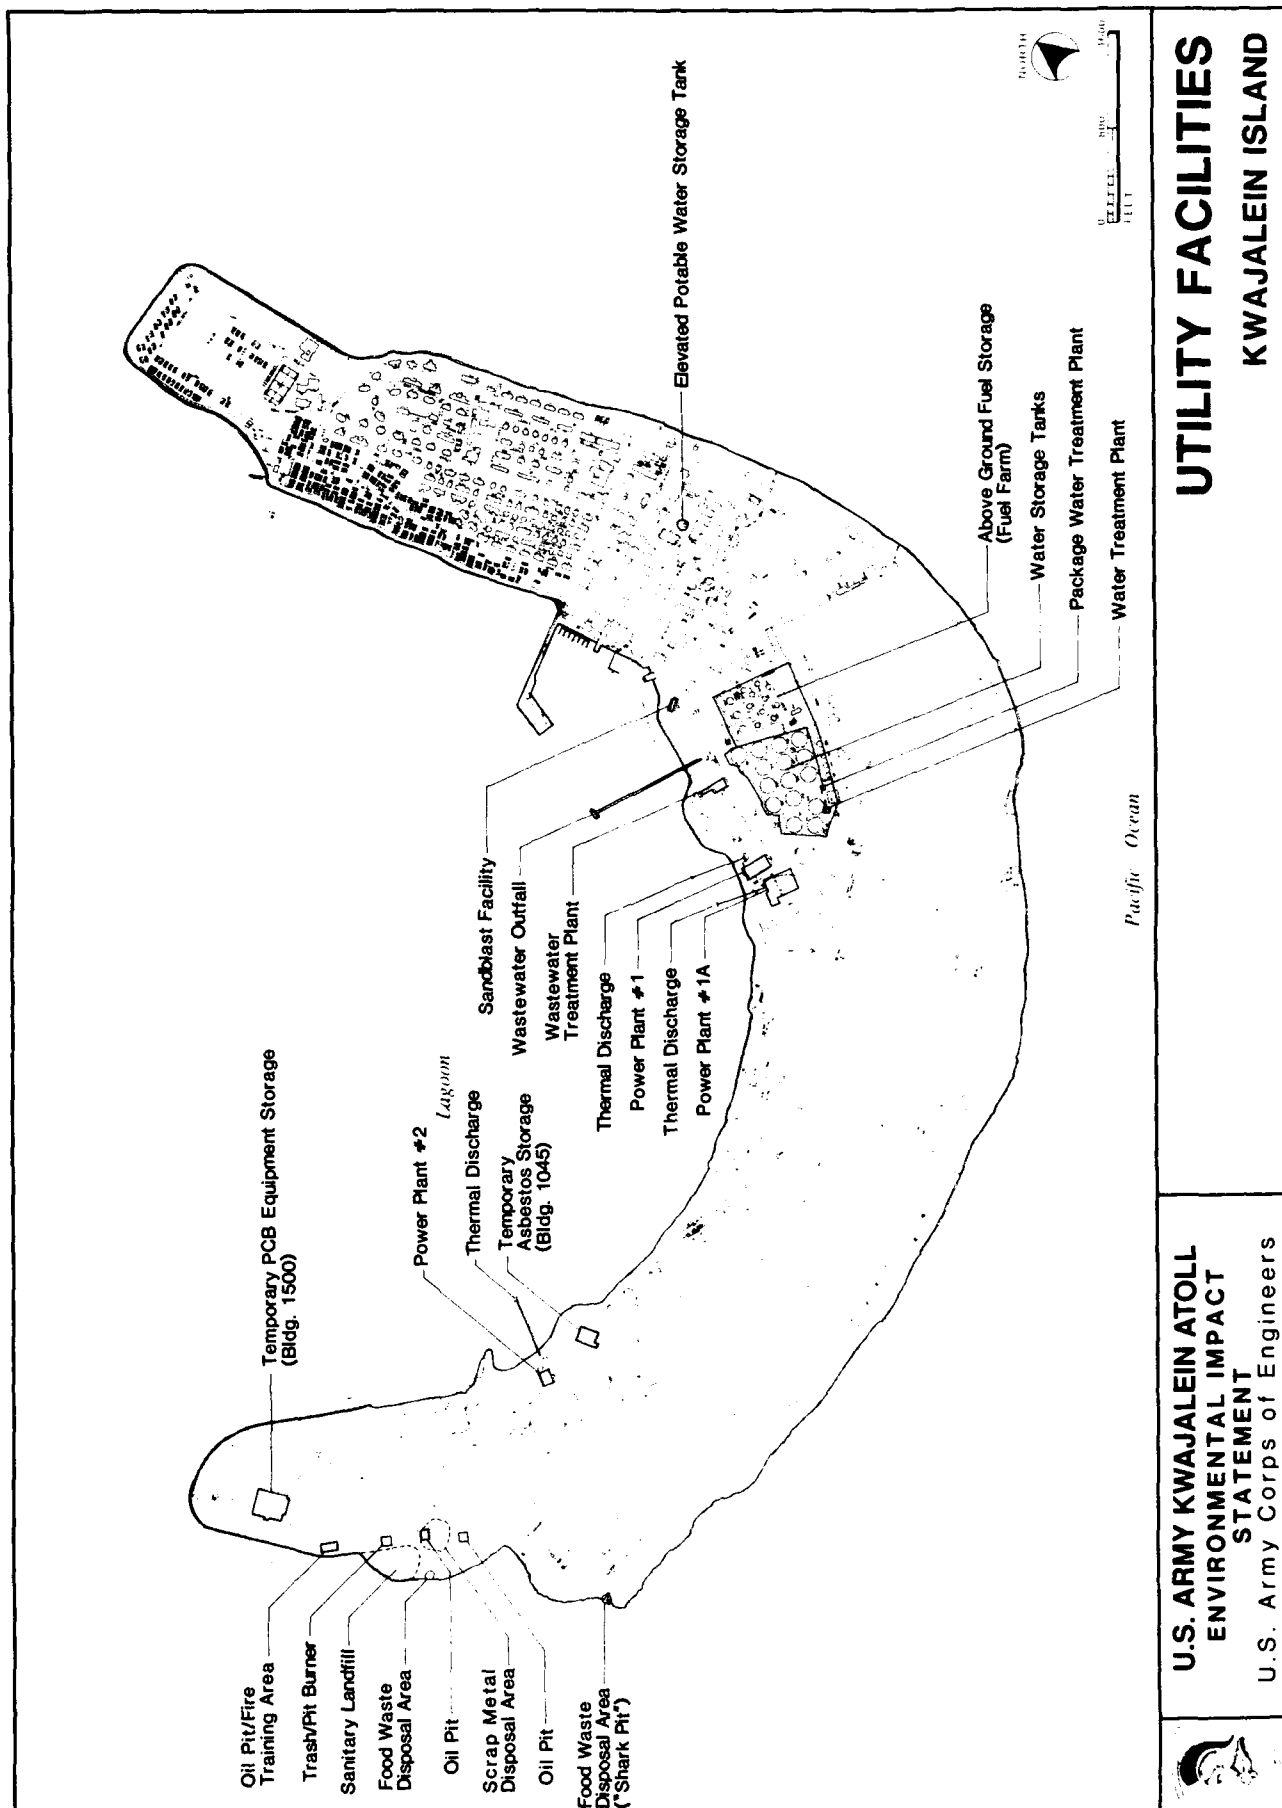 Temporary PCB Equipment Storage
(Bldg. 1500)
Oil Pit/Fire
Training Area
Trash/Pit Burner
Sanitary Landfill
Food Waste
Disposal Area
Oil Pit
Scrap Metal
Disposal Area
Oil Pit
Food Waste
Disposal Area
("Shark Pit")
Power Plant #2
Lagoon
Thermal Discharge
Temporary
Asbestos Storage
(Bldg. 1045)
Sandblast Facility
Wastewater Outfall
Wastewater
Treatment Plant
Thermal Discharge
Power Plant #1
Thermal Discharge
Power Plant #1A
Elevated Potable Water Storage Tank
Above Ground Fuel Storage
(Fuel Farm)
Water Storage Tanks
Package Water Treatment Plant
Water Treatment Plant
Pacific Ocean
NORTH
0
FEET
U.S. ARMY KWAJALEIN ATOLL
ENVIRONMENTAL IMPACT
STATEMENT
U.S. Army Corps of Engineers
UTILITY FACILITIES
KWAJALEIN ISLAND